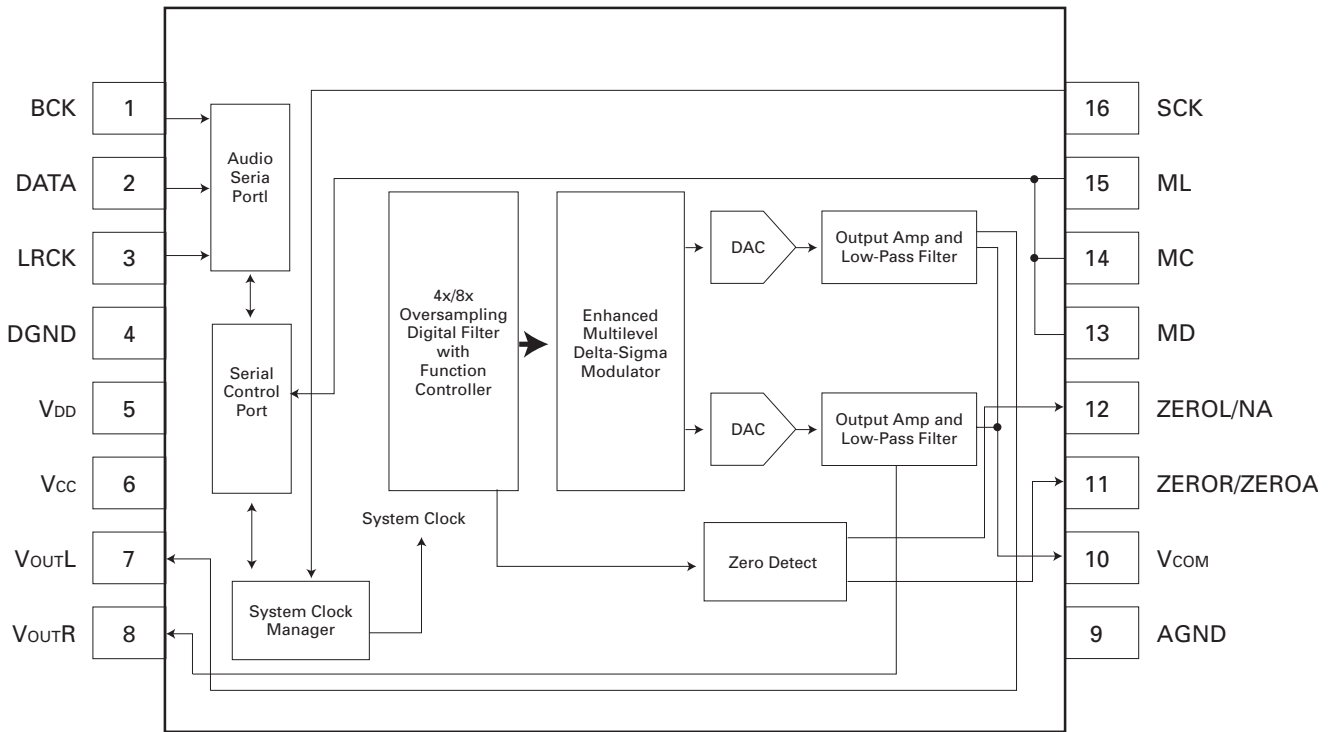 BCK 1
DATA 2
LRCK 3
DGND 4
VDD 5
VCC 6
VOUTL 7
VOUTR 8
Audio
Seria
Portl
Serial
Control
Port
System Clock
Manager
System Clock
4x/8x
Oversampling
Digital Filter
with
Function
Controller
Enhanced
Multilevel
Delta-Sigma
Modulator
DAC
Output Amp and
Low-Pass Filter
DAC
Output Amp and
Low-Pass Filter
Zero Detect
16 SCK
15 ML
14 MC
13 MD
12 ZEROL/NA
11 ZEROR/ZEROA
10 VCOM
9 AGND